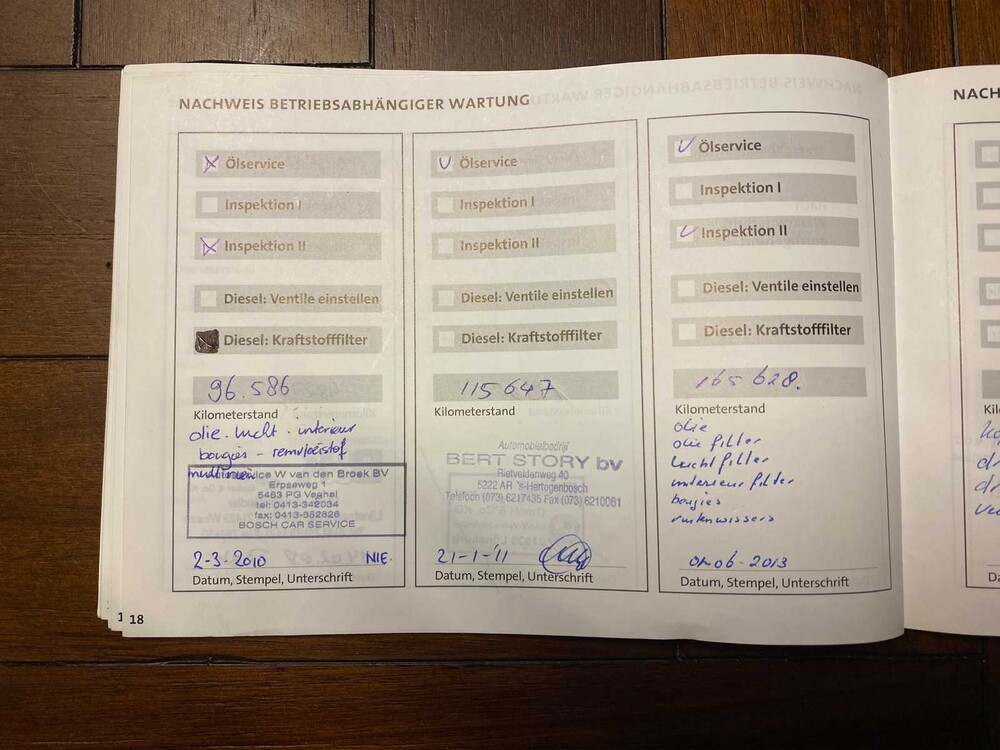 NACHWEIS BETRIEBSABHÄNGIGER WARTUNG
Ölservice
Inspektion I
Inspektion II
Diesel: Ventile einstellen
Diesel: Kraftstofffilter
96.586
Kilometerstand
olie. lucht. interieur
bougies - remvloeistof
W van den Broek BV
Erpseweg 1
5463 PG Veghel
tel: 0413-342034
fax: 0413-352828
BOSCH CAR SERVICE
2-3-2010 NIE.
Datum, Stempel, Unterschrift
Ölservice
Inspektion I
Inspektion II
Diesel: Ventile einstellen
Diesel: Kraftstofffilter
115647
Kilometerstand
Automobielbedrijf
BERT STORY bv
Rietveldenweg 40
5222 AR 's-Hertogenbosch
Telefoon (073) 6217435 Fax (073) 6210061
21-1-'11
Datum, Stempel, Unterschrift
Ölservice
Inspektion I
Inspektion II
Diesel: Ventile einstellen
Diesel: Kraftstofffilter
165 628.
Kilometerstand
olie
olie filter
lucht filter
interieur filter
bougies
ruitenwissers
06-2013
Datum, Stempel, Unterschrift
18
NACH